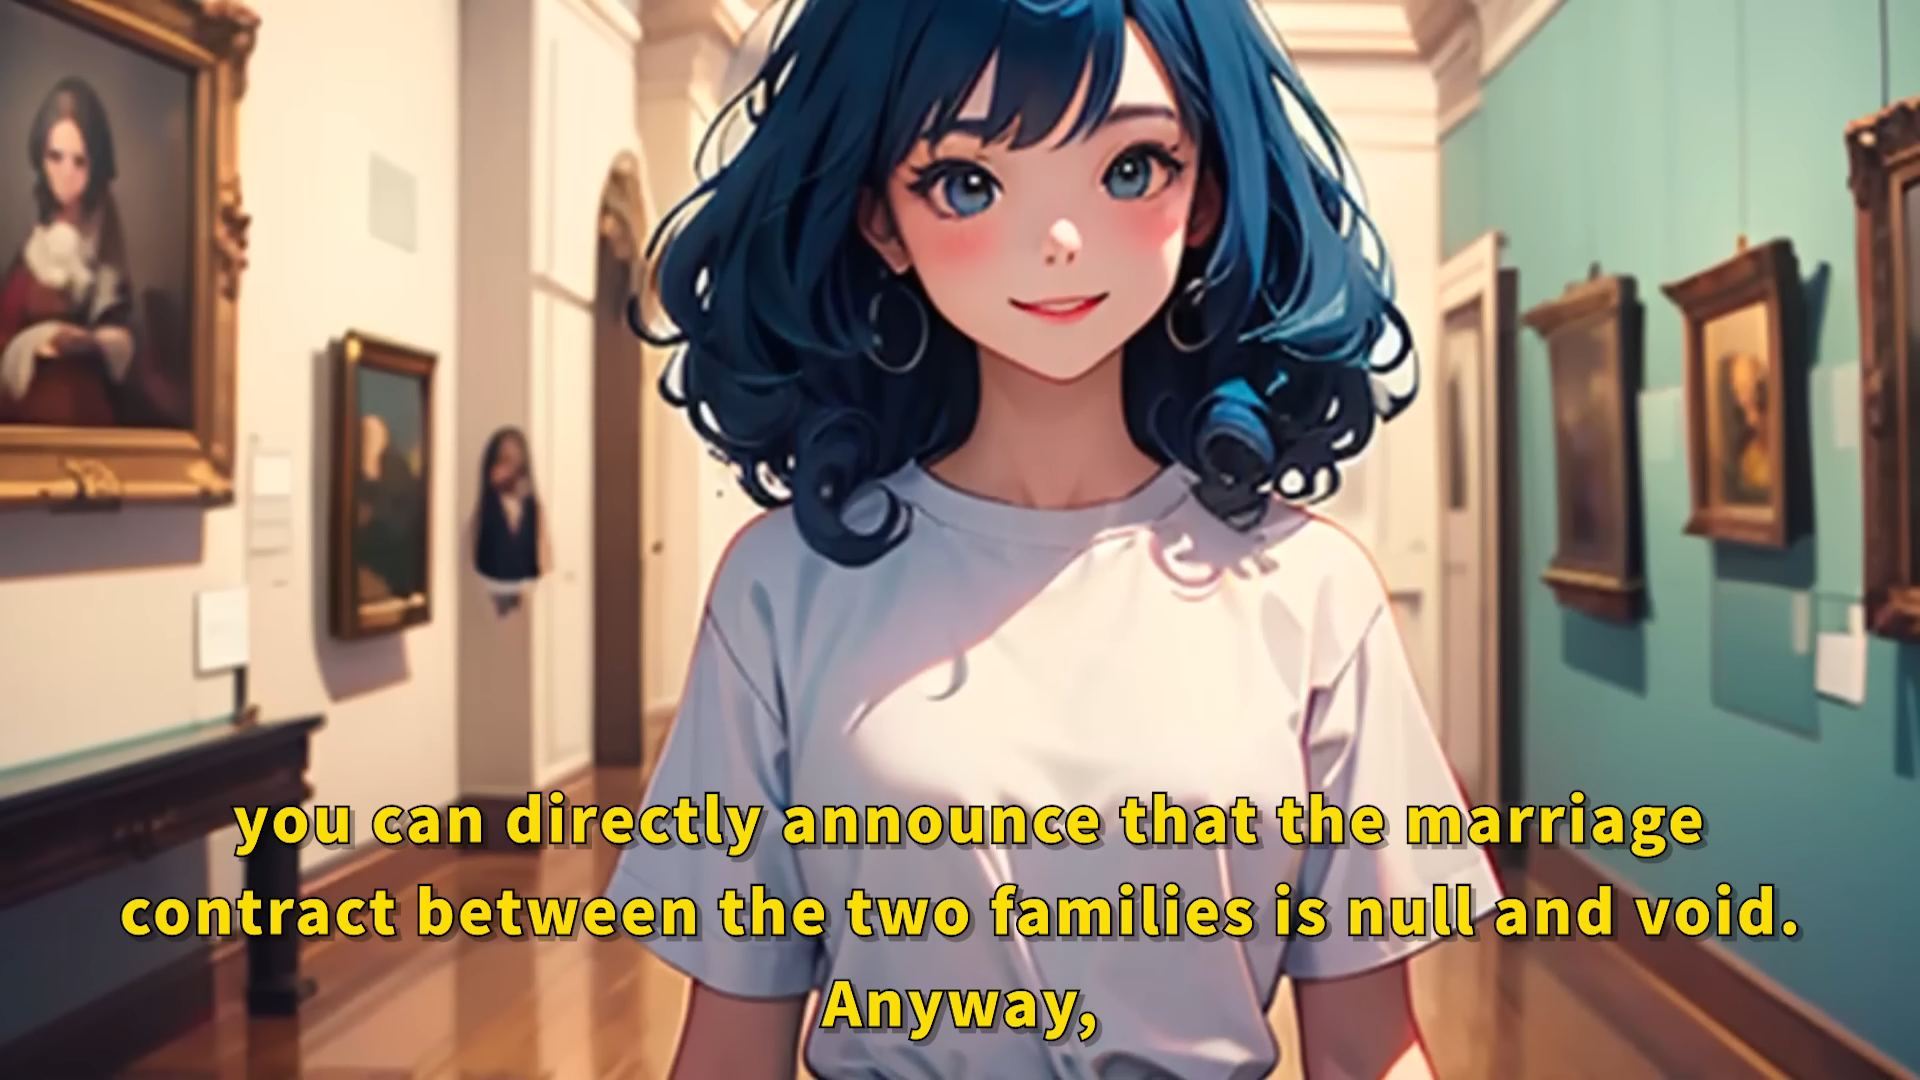 you can directly announce that the marriage
contract between the two families is null and void.
Anyway,